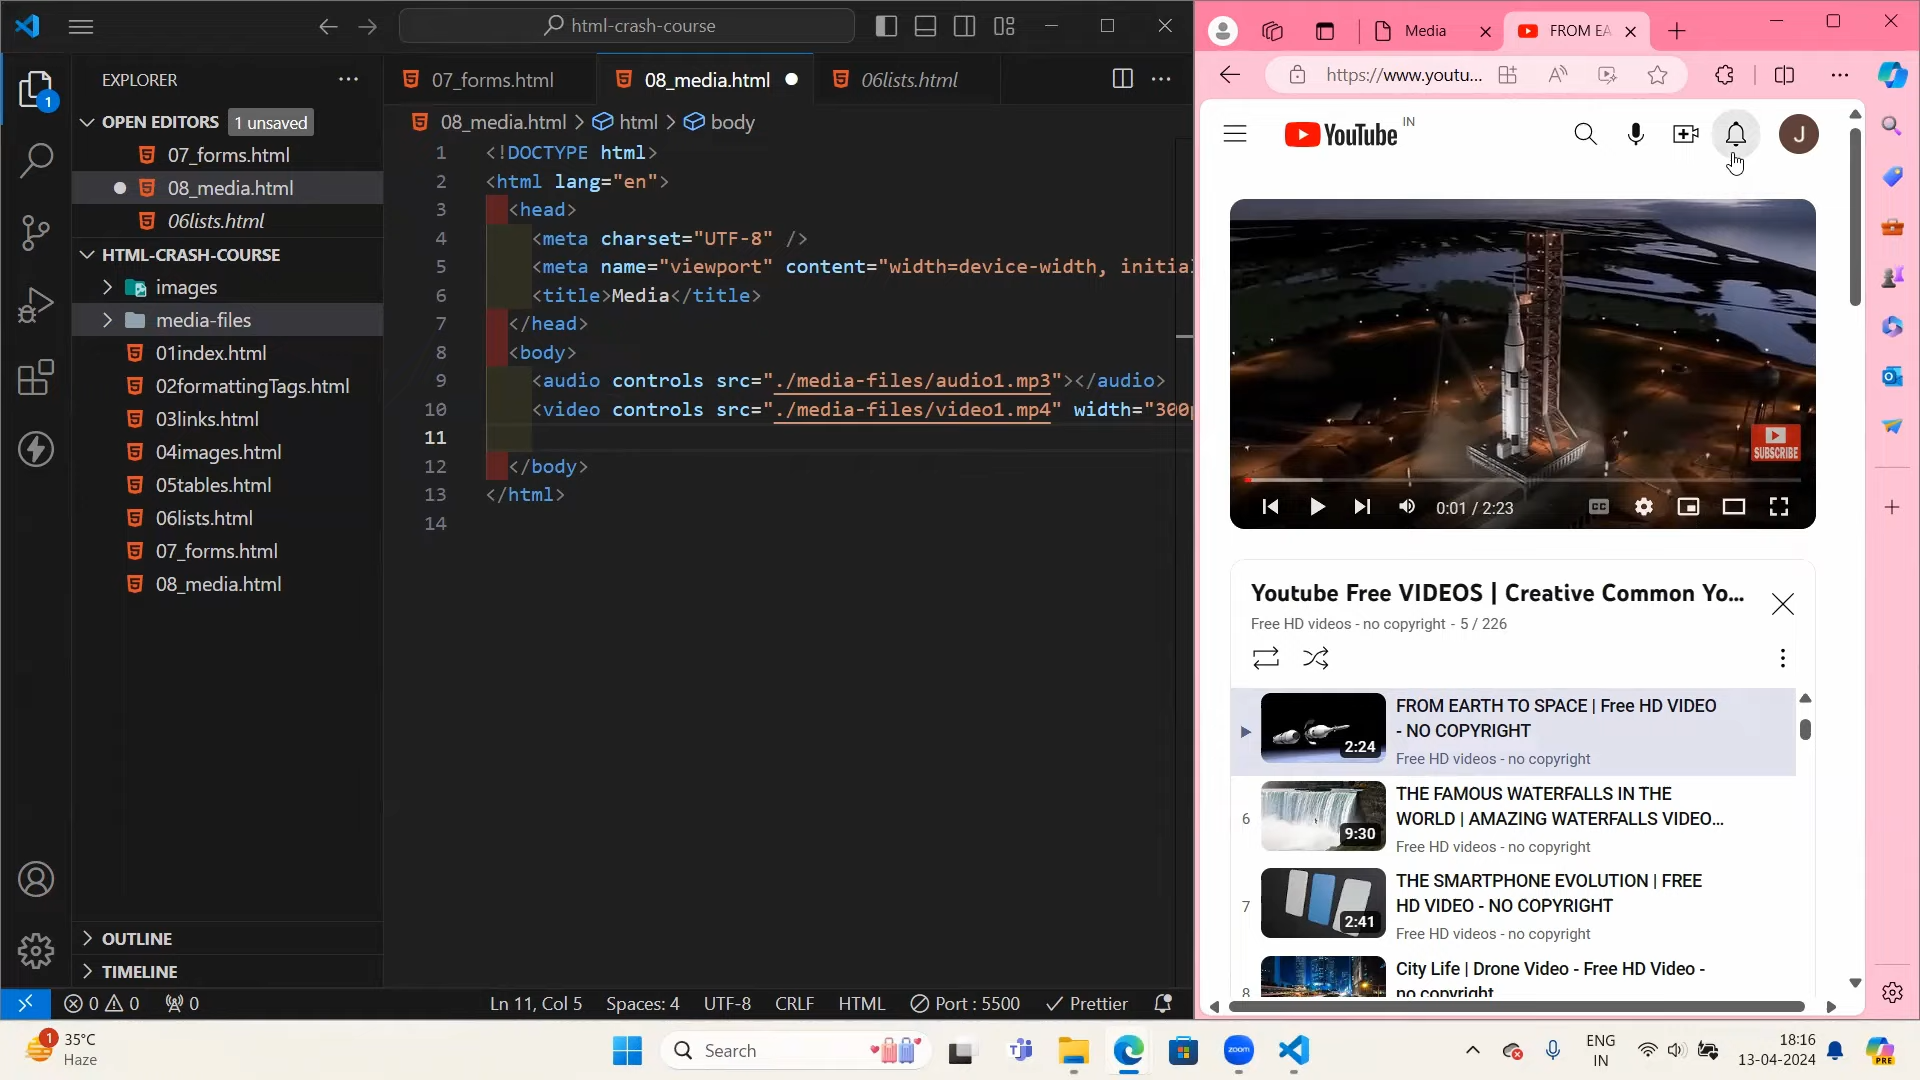 html-crash-course
EXPLORER
OPEN EDITORS
1 unsaved
07_forms.html
08_media.html
06lists.html
HTML-CRASH-COURSE
images
media-files
01index.html
02formattingTags.html
03links.html
04images.html
05tables.html
06lists.html
07_forms.html
08_media.html
OUTLINE
TIMELINE
1
07_forms.html
08_media.html
06lists.html
08_media.html > html > body
1 <!DOCTYPE html>
2 <html lang="en">
3 <head>
4 <meta charset="UTF-8" />
5 <meta name="viewport" content="width=device-width, initia
6 <title>Media</title>
7 </head>
8 <body>
9 <audio controls src="./media-files/audio1.mp3"></audio>
10 <video controls src="./media-files/video1.mp4" width="300p
11
12 </body>
13 </html>
14
0 0 0
Ln 11, Col 5 Spaces: 4 UTF-8 CRLF HTML Port : 5500 Prettier
Media
FROM EA
https://www.youtu...
YouTube IN
J
SUBSCRIBE
0:01 / 2:23
CC
Youtube Free VIDEOS | Creative Common Yo...
Free HD videos - no copyright - 5 / 226
2:24
FROM EARTH TO SPACE | Free HD VIDEO
- NO COPYRIGHT
Free HD videos - no copyright
6
9:30
THE FAMOUS WATERFALLS IN THE
WORLD | AMAZING WATERFALLS VIDEO...
Free HD videos - no copyright
7
2:41
THE SMARTPHONE EVOLUTION | FREE
HD VIDEO - NO COPYRIGHT
Free HD videos - no copyright
8
City Life | Drone Video - Free HD Video -
no copyright
1
35°C
Haze
Search
zoom
PRE
ENG
IN
18:16
13-04-2024